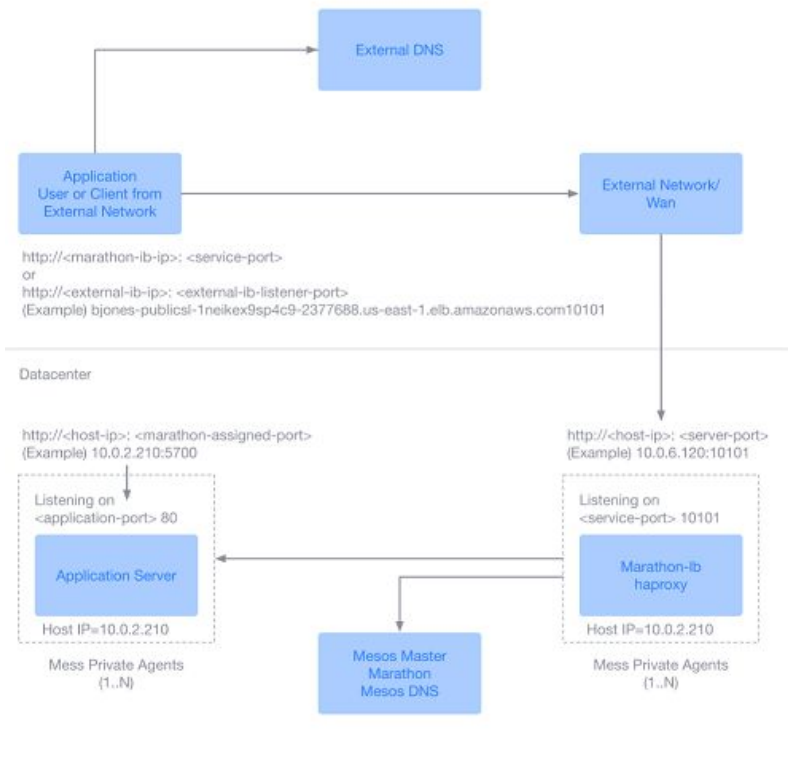 External DNS
Application
User or Client from
External Network
External Network/
Wan
http://<marathon-ib-ip>: <service-port>
or
http://<external-ib-ip>: <external-ib-listener-port>
(Example) bjones-publicsl-1neikex9sp4c9-2377688.us-east-1.elb.amazonaws.com10101
Datacenter
http://<host-ip>: <marathon-assigned-port>
(Example) 10.0.2.210:5700
http://<host-ip>: <server-port>
(Example) 10.0.6.120:10101
Listening on
<application-port> 80
Application Server
Host IP=10.0.2.210
Mess Private Agents
(1..N)
Listening on
<service-port> 10101
Marathon-lb
haproxy
Host IP=10.0.2.210
Mess Private Agents
(1..N)
Mesos Master
Marathon
Mesos DNS